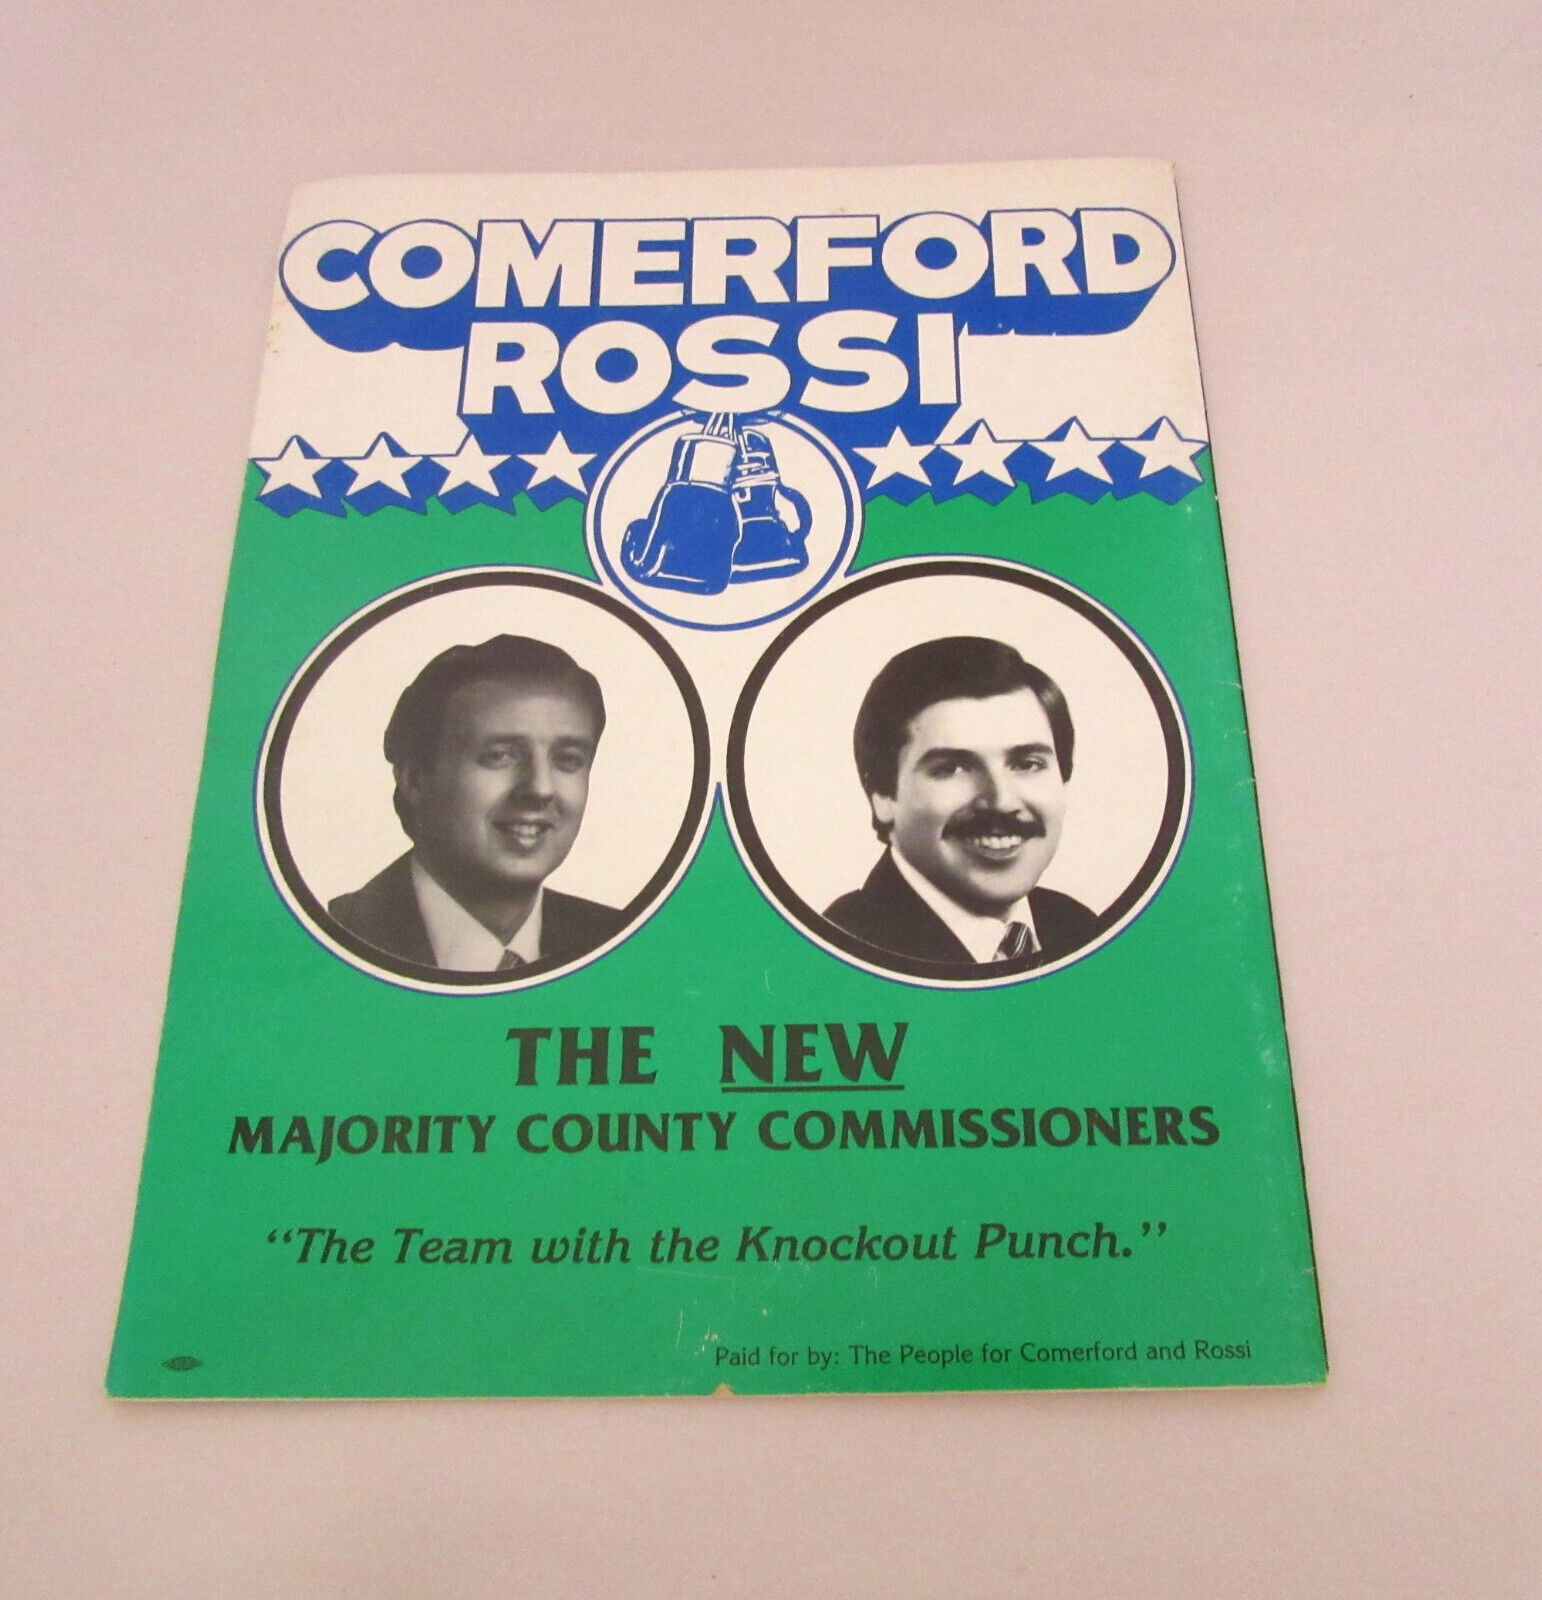 COMERFORD
ROSSI
THE NEW
MAJORITY COUNTY COMMISSIONERS
“The Team with the Knockout Punch.”
Paid for by: The People for Comerford and Rossi